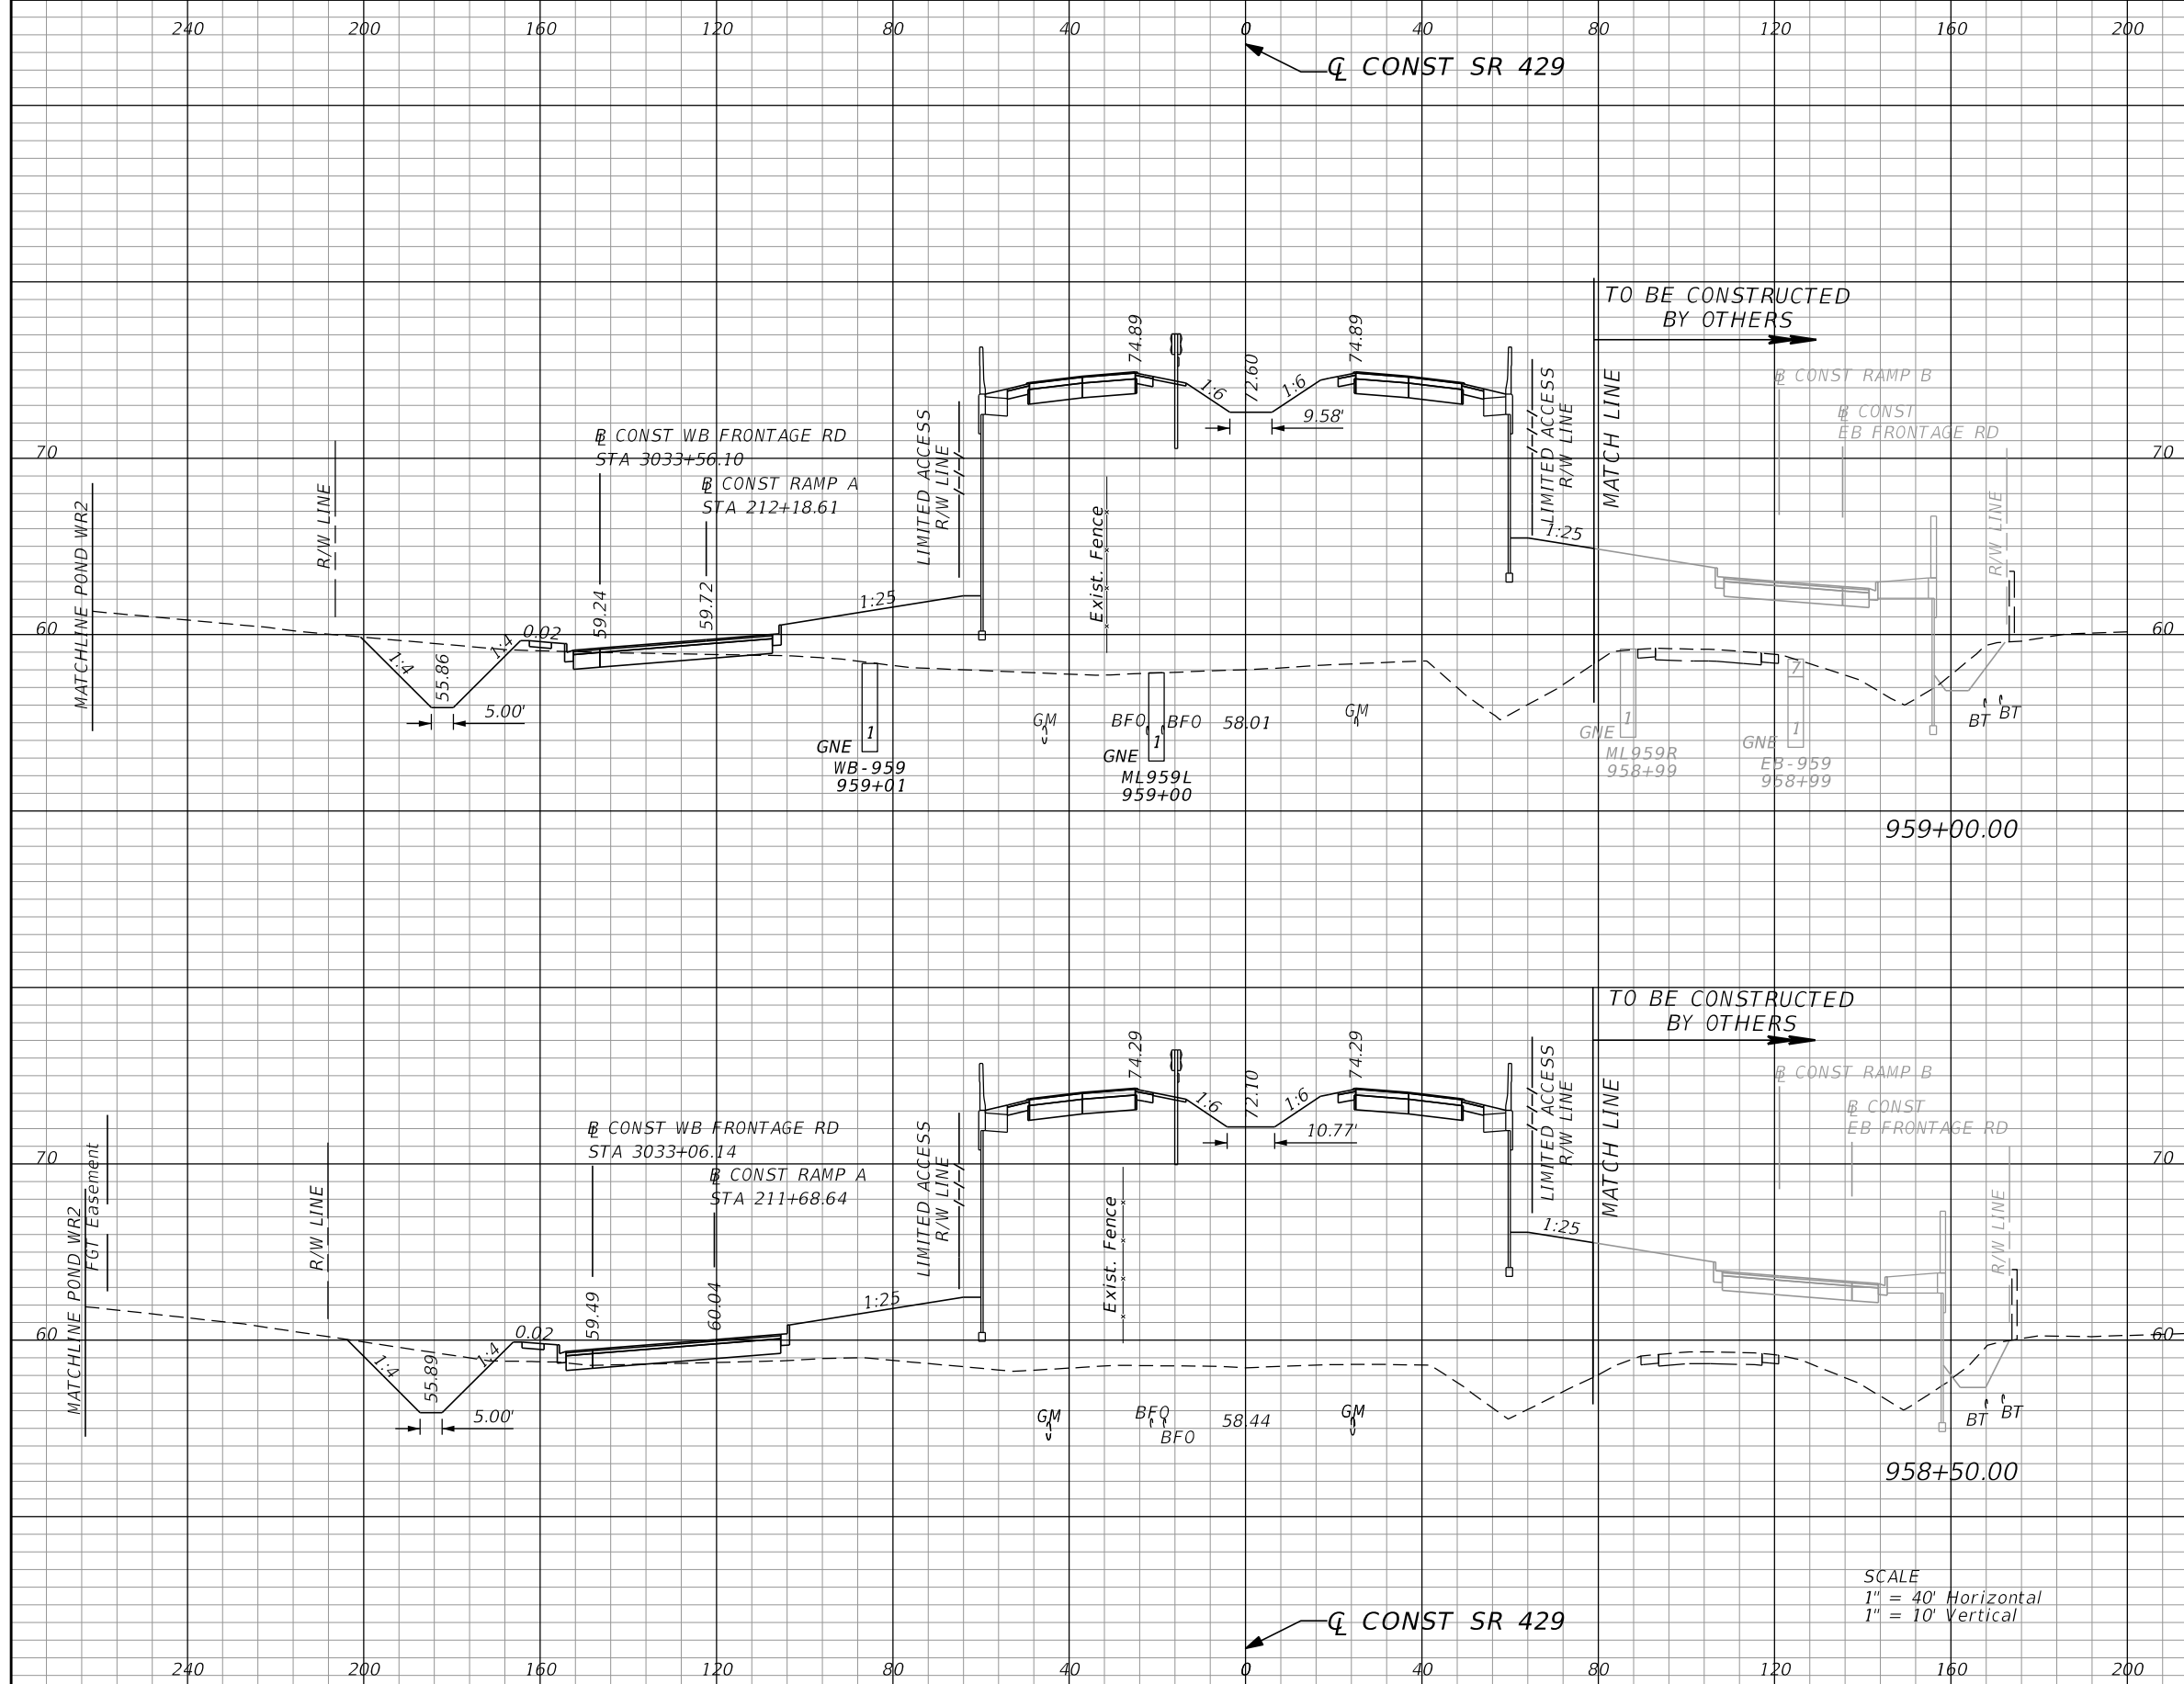 240 200 160 120 80 40 0 40 80 120 160 200
℄ CONST SR 429
TO BE CONSTRUCTED
BY OTHERS
74.89
72.60
74.89
1:6
1:6
9.58'
LIMITED ACCESS
R/W LINE
MATCH LINE
℄ CONST RAMP B
℄ CONST
EB FRONTAGE RD
70
70
℄ CONST WB FRONTAGE RD
STA 3033+56.10
℄ CONST RAMP A
STA 212+18.61
LIMITED ACCESS
R/W LINE
MATCHLINE POND WR2
R/W LINE
Exist. Fence
1:25
R/W LINE
60
60
1:4
55.86
1:4
0.02
59.24
59.72
1:25
5.00'
GM
BFO
BFO
58.01
GM
GNE
1
WB-959
959+01
GNE
1
ML959L
959+00
GNE
1
ML959R
958+99
7
GNE
1
EB-959
958+99
BT
BT
959+00.00
TO BE CONSTRUCTED
BY OTHERS
74.29
72.10
74.29
1:6
1:6
10.77'
LIMITED ACCESS
R/W LINE
MATCH LINE
℄ CONST RAMP B
℄ CONST
EB FRONTAGE RD
70
70
℄ CONST WB FRONTAGE RD
STA 3033+06.14
℄ CONST RAMP A
STA 211+68.64
LIMITED ACCESS
R/W LINE
MATCHLINE POND WR2
FGT Easement
R/W LINE
Exist. Fence
1:25
R/W LINE
60
60
1:4
55.89
1:4
0.02
59.49
60.04
1:25
5.00'
GM
BFO
BFO
58.44
GM
BT
BT
958+50.00
SCALE
1" = 40' Horizontal
1" = 10' Vertical
℄ CONST SR 429
240 200 160 120 80 40 0 40 80 120 160 200